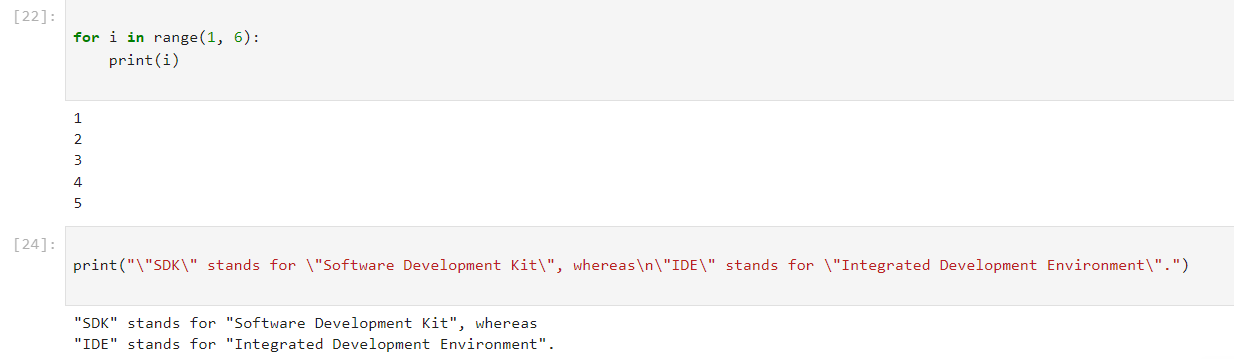 [22]:
for i in range(1, 6):
    print(i)
1
2
3
4
5
[24]:
print("\"SDK\" stands for \"Software Development Kit\", whereas\n\"IDE\" stands for \"Integrated Development Environment\".")
"SDK" stands for "Software Development Kit", whereas
"IDE" stands for "Integrated Development Environment".